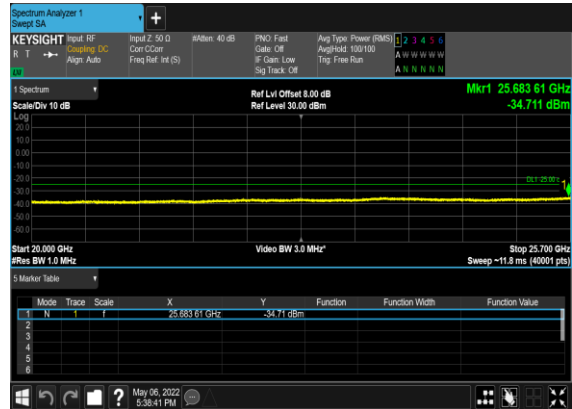 Spectrum Analyzer 1
Swept SA
+
KEYSIGHT Input: RF Input Z: 50 Ω #Atten: 40 dB PNO: Fast Avg Type: Power (RMS) 1 2 3 4 5 6
R T Coupling: DC Corr CCorr Gate: Off Avg|Hold: 100/100 A W W W W W
Align: Auto Freq Ref: Int (S) IF Gain: Low Trig: Free Run
Sig Track: Off A N N N N N
1 Spectrum Ref Lvl Offset 8.00 dB Mkr1 25.683 61 GHz
Scale/Div 10 dB Ref Level 30.00 dBm -34.711 dBm
Log
20.0
10.0
0.00
-10.0
-20.0
DL1 -25.00
1
-30.0
-40.0
-50.0
-60.0
Start 20.000 GHz Video BW 3.0 MHz* Stop 25.700 GHz
#Res BW 1.0 MHz Sweep ~11.8 ms (40001 pts)
5 Marker Table
Mode Trace Scale X Y Function Function Width Function Value
1 N 1 f 25.683 61 GHz -34.71 dBm
2
3
4
5
6
? May 06, 2022
5:38:41 PM